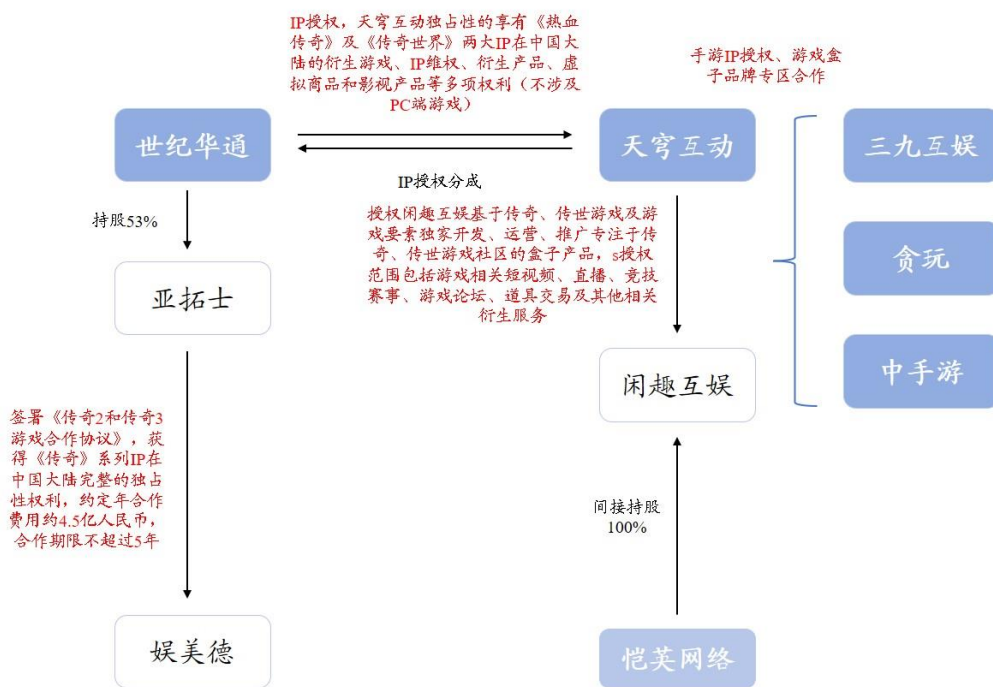 IP授权，天穹互动独占性的享有《热血
传奇》及《传奇世界》两大IP在中国大
陆的衍生游戏、IP维权、衍生产品、虚
拟商品和影视产品等多项权利（不涉及
PC端游戏）
手游IP授权、游戏盒
子品牌专区合作
世纪华通
天穹互动
三九互娱
IP授权分成
持股53%
授权闲趣互娱基于传奇、传世游戏及游
戏要素独家开发、运营、推广专注于传
奇、传世游戏社区的盒子产品，s授权
范围包括游戏相关短视频、直播、竞技
赛事、游戏论坛、道具交易及其他相关
衍生服务
贪玩
亚拓士
闲趣互娱
中手游
签署《传奇2和传奇3
游戏合作协议》，获
得《传奇》系列IP在
中国大陆完整的独占
性权利，约定年合作
费用约4.5亿人民币，
合作期限不超过5年
间接持股
100%
娱美德
恺英网络